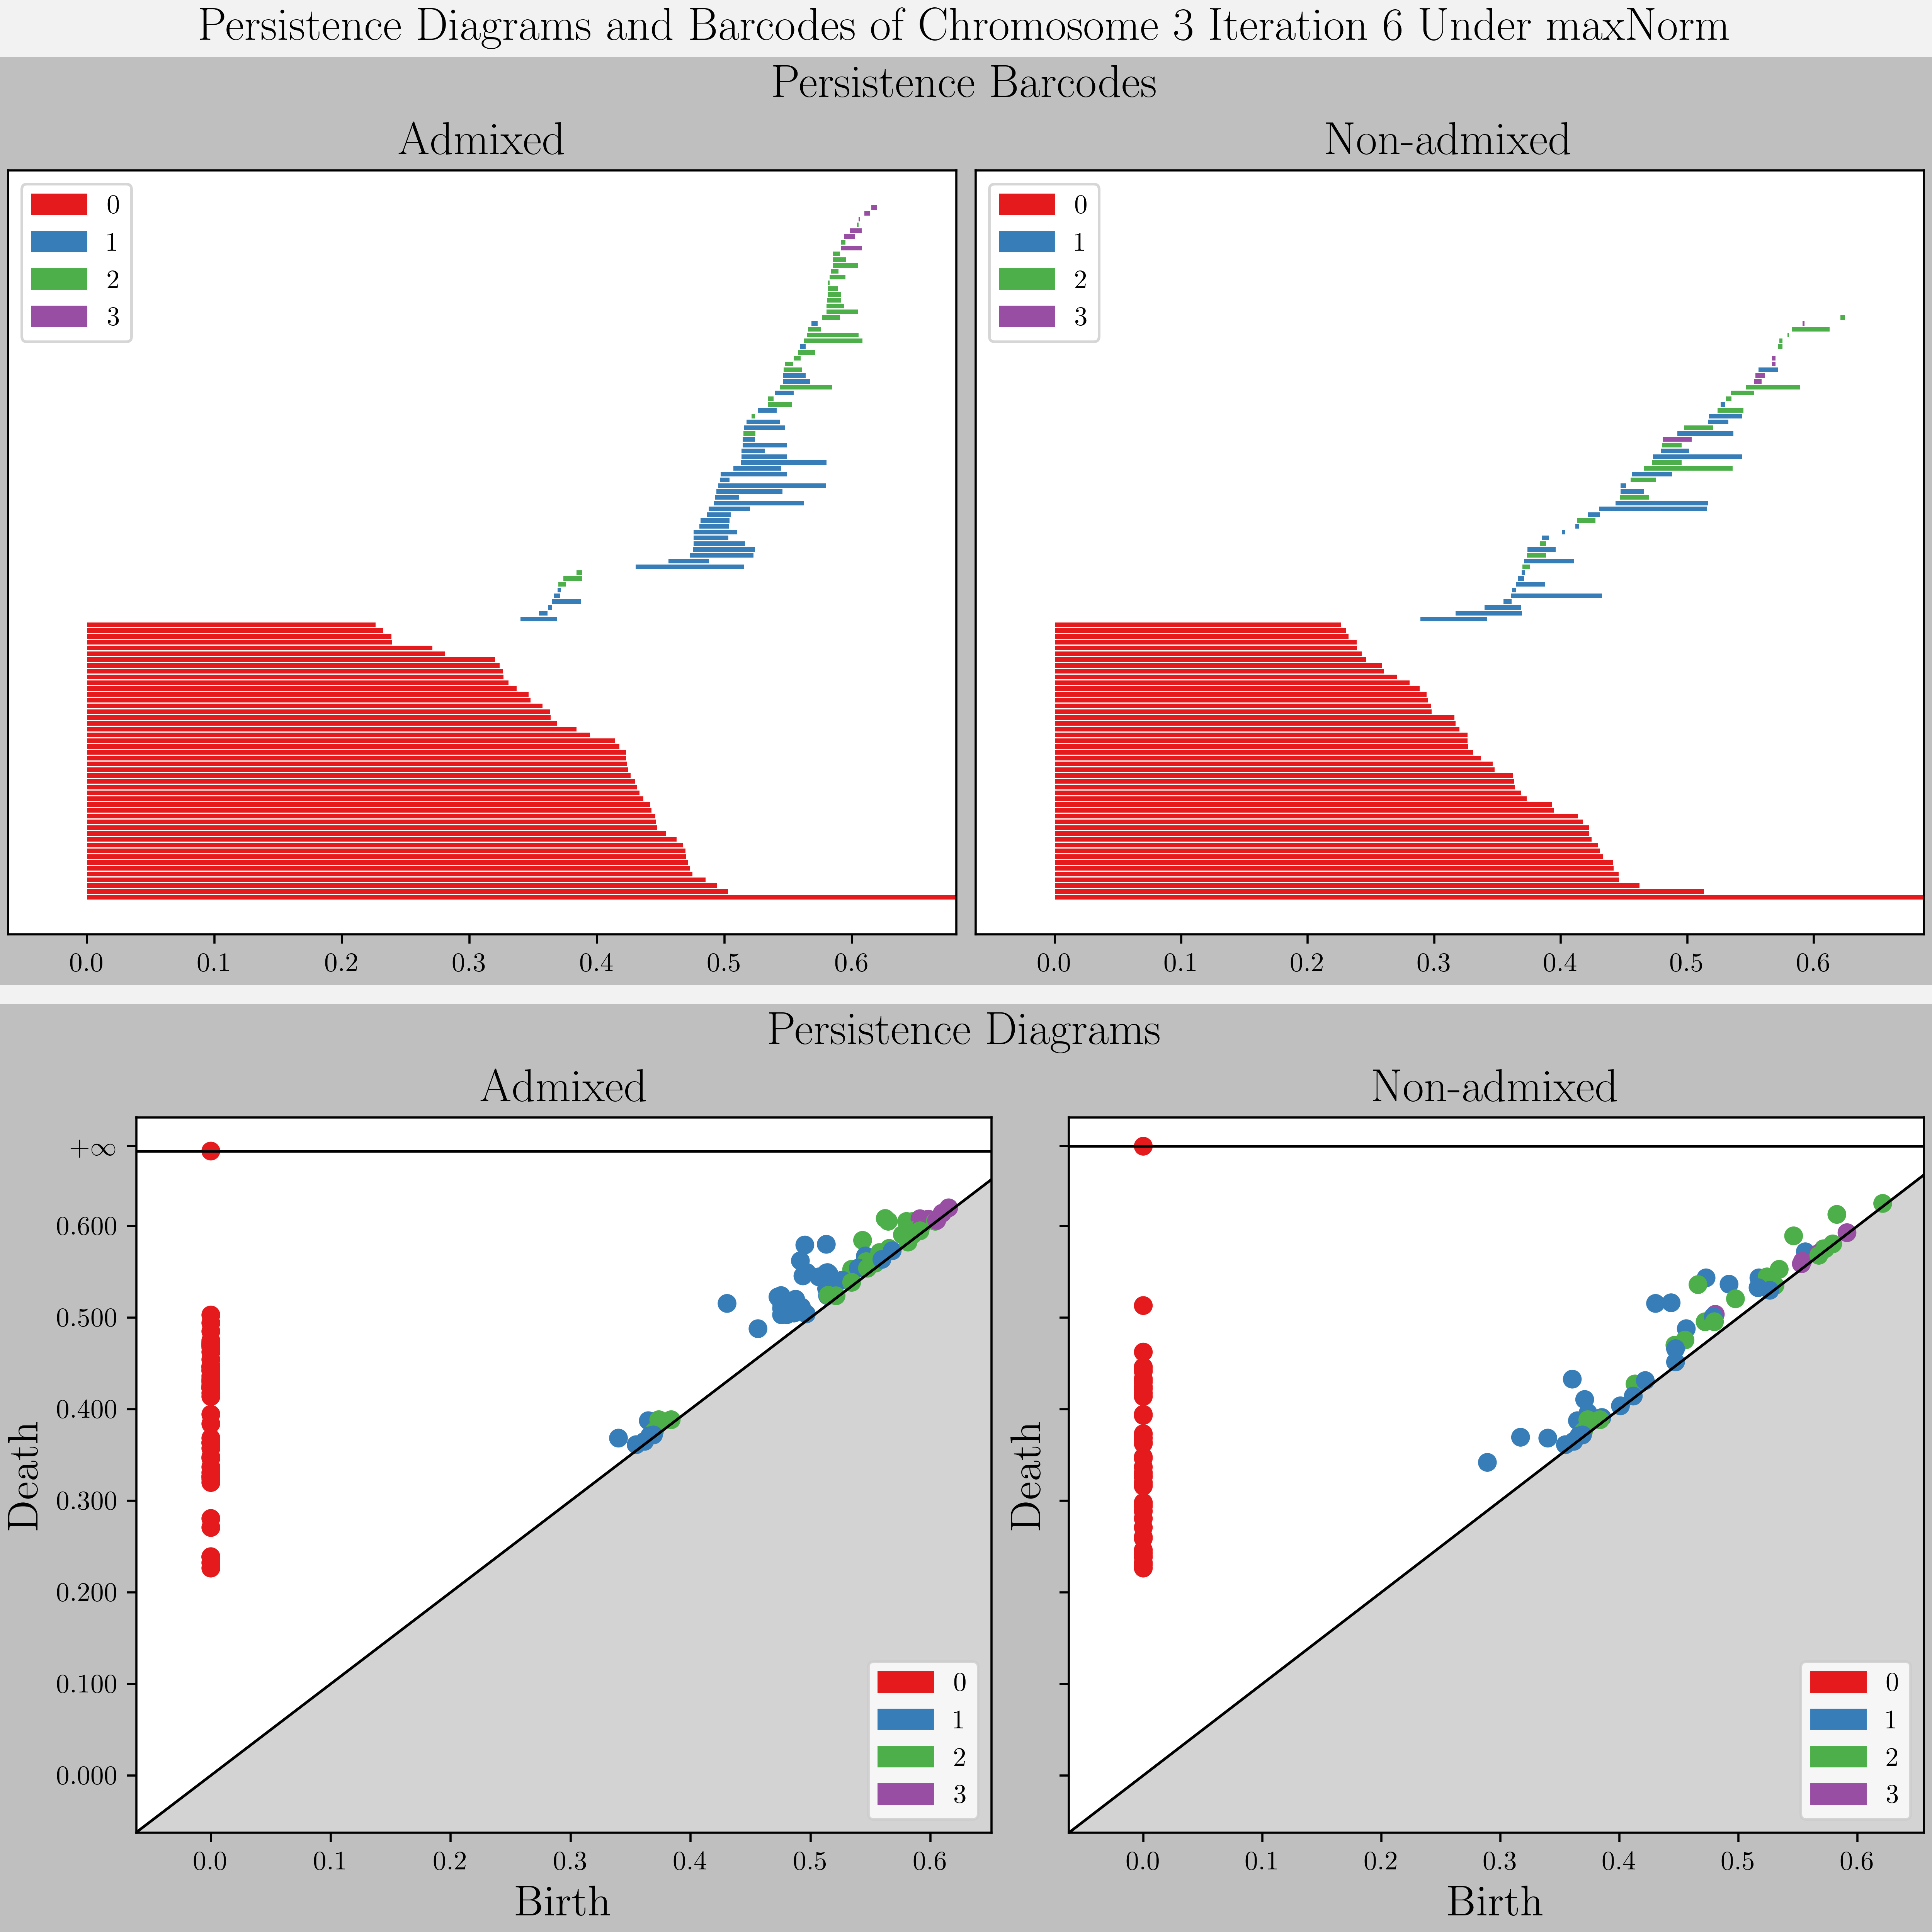 Persistence Diagrams and Barcodes of Chromosome 3 Iteration 6 Under maxNorm
Persistence Barcodes
Admixed
0
1
2
3
0.0 0.1 0.2 0.3 0.4 0.5 0.6
Non-admixed
0
1
2
3
0.0 0.1 0.2 0.3 0.4 0.5 0.6
Persistence Diagrams
Admixed
Death
+∞
0.600
0.500
0.400
0.300
0.200
0.100
0.000
0
1
2
3
0.0 0.1 0.2 0.3 0.4 0.5 0.6
Birth
Non-admixed
Death
0
1
2
3
0.0 0.1 0.2 0.3 0.4 0.5 0.6
Birth